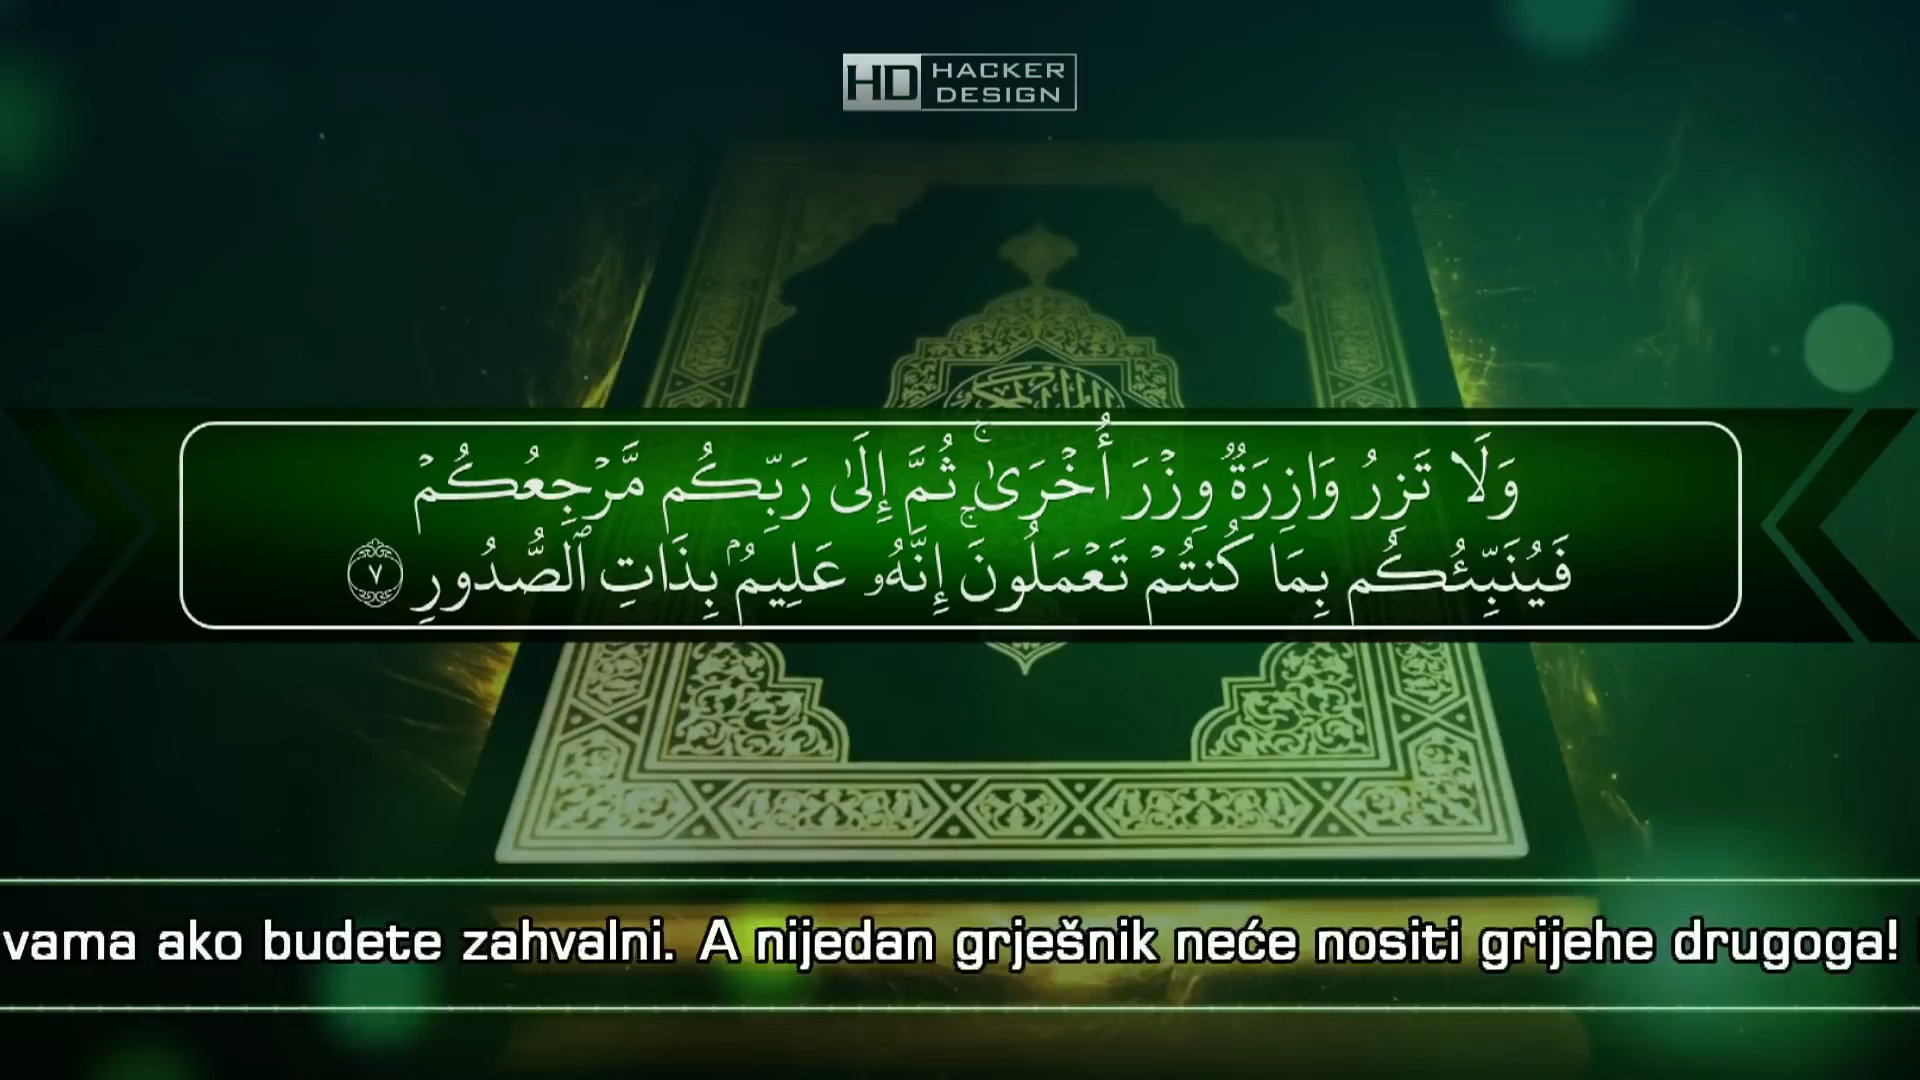 HD HACKER
DESIGN
وَلَا تَزِرُ وَازِرَةٌ وِزْرَ أُخْرَىٰ ۚ ثُمَّ إِلَىٰ رَبِّكُم مَّرْجِعُكُمْ
فَيُنَبِّئُكُم بِمَا كُنتُمْ تَعْمَلُونَ ۚ إِنَّهُۥ عَلِيمٌۢ بِذَاتِ ٱلصُّدُورِ ٧
vama ako budete zahvalni. A nijedan grješnik neće nositi grijehe drugoga!